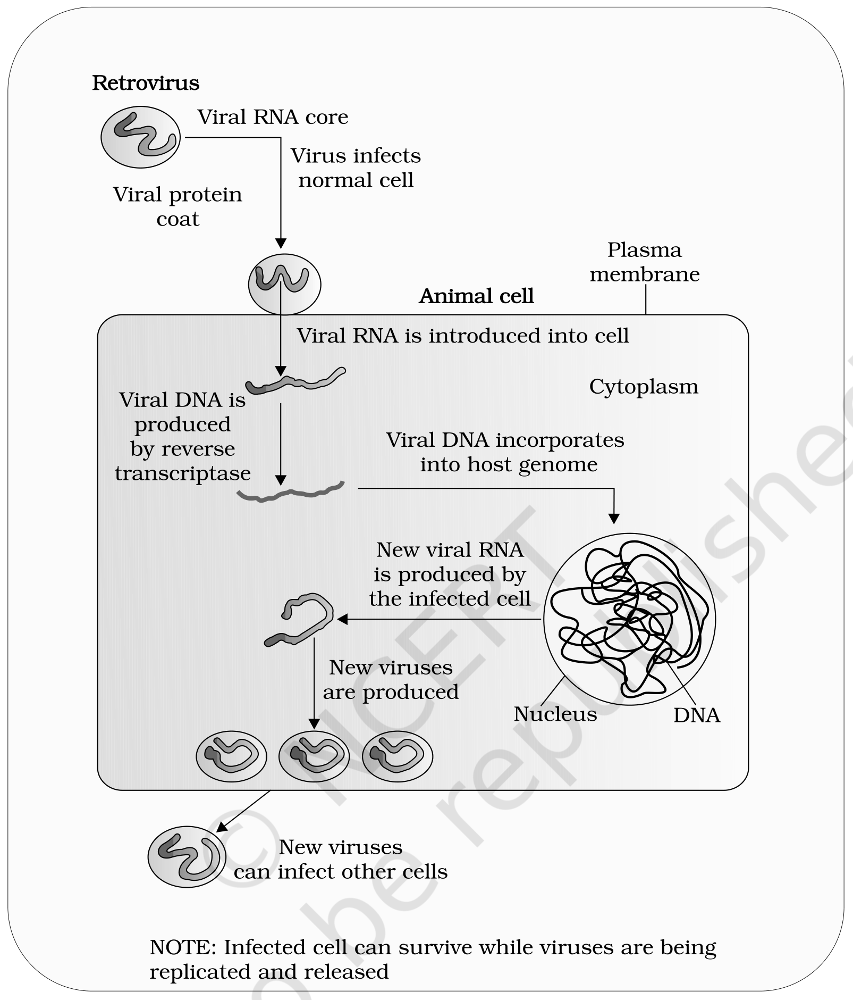 Retrovirus
Viral RNA core
Virus infects
normal cell
Viral protein
coat
Plasma
membrane
Animal cell
Viral RNA is introduced into cell
Cytoplasm
Viral DNA is
produced
by reverse
transcriptase
Viral DNA incorporates
into host genome
New viral RNA
is produced by
the infected cell
New viruses
are produced
Nucleus
DNA
New viruses
can infect other cells
NOTE: Infected cell can survive while viruses are being
replicated and released
© NCERT
be republished